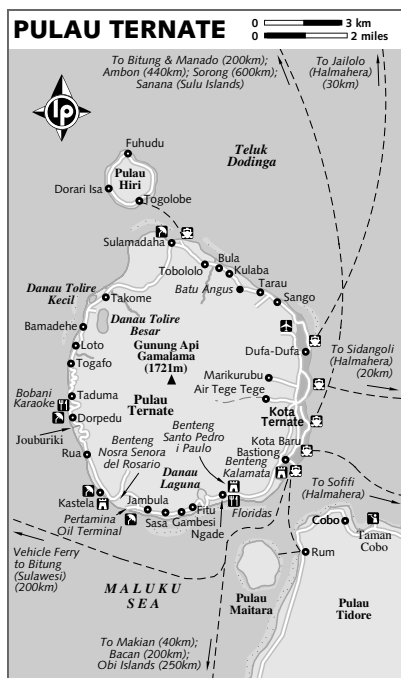 PULAU TERNATE
0 3 km
0 2 miles
To Bitung & Manado (200km);
Ambon (440km); Sorong (600km);
Sanana (Sulu Islands)
To Jailolo
(Halmahera)
(30km)
lp
Teluk
Dodinga
Fuhudu
Pulau
Hiri
Dorari Isa
Togolobe
Sulamadaha
Tobololo
Bula
Kulaba
Batu Angus
Tarau
Sango
Danau Tolire
Kecil
Takome
Bamadehe
Danau Tolire
Besar
Loto
Togafo
Gunung Api
Gamalama
(1721m)
Dufa-Dufa
To Sidangoli
(Halmahera)
(20km)
Marikurubu
Air Tege Tege
Taduma
Bobani
Karaoke
Dorpedu
Pulau
Ternate
Kota
Ternate
Jouburiki
Rua
Benteng
Santo Pedro
i Paulo
Kota Baru
Bastiong
Benteng
Nosra Senora
del Rosario
Danau
Laguna
Benteng
Kalamata
To Sofifi
(Halmahera)
Kastela
Jambula
Fitu
Floridas
Pertamina
Oil Terminal
Sasa
Gambesi
Ngade
Cobo
Taman
Cobo
Rum
Vehicle Ferry
to Bitung
(Sulawesi)
(200km)
MALUKU
SEA
Pulau
Maitara
Pulau
Tidore
To Makian (40km);
Bacan (200km);
Obi Islands (250km)